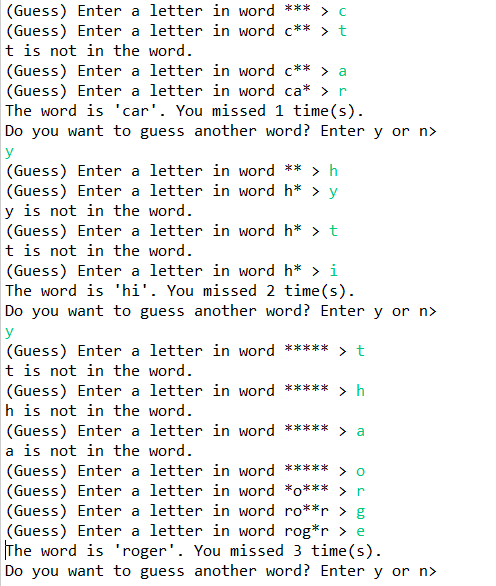 (Guess) Enter a letter in word *** > c
(Guess) Enter a letter in word c** > t
t is not in the word.
(Guess) Enter a letter in word c** > a
(Guess) Enter a letter in word ca* > r
The word is 'car'. You missed 1 time(s).
Do you want to guess another word? Enter y or n>
y
(Guess) Enter a letter in word ** > h
(Guess) Enter a letter in word h* > y
y is not in the word.
(Guess) Enter a letter in word h* > t
t is not in the word.
(Guess) Enter a letter in word h* > i
The word is 'hi'. You missed 2 time(s).
Do you want to guess another word? Enter y or n>
y
(Guess) Enter a letter in word ***** > t
t is not in the word.
(Guess) Enter a letter in word ***** > h
h is not in the word.
(Guess) Enter a letter in word ***** > a
a is not in the word.
(Guess) Enter a letter in word ***** > o
(Guess) Enter a letter in word *o*** > r
(Guess) Enter a letter in word ro**r > g
(Guess) Enter a letter in word rog*r > e
The word is 'roger'. You missed 3 time(s).
Do you want to guess another word? Enter y or n>